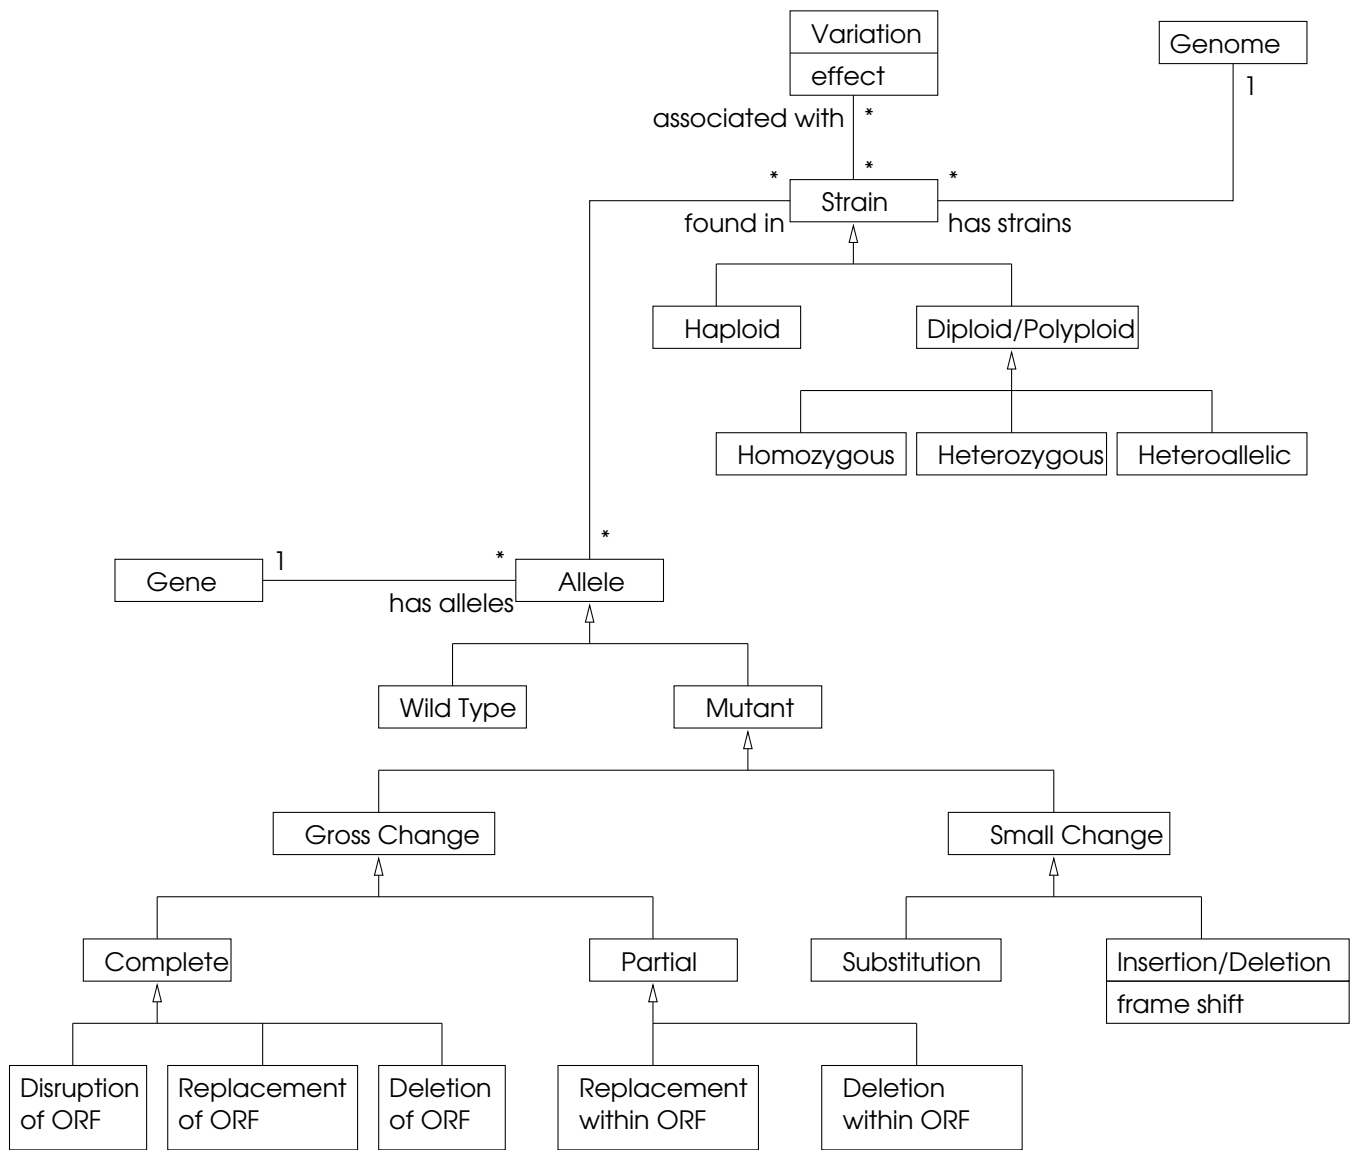 Variation
effect
Genome
1
associated with
*
*
*
*
Strain
found in
has strains
Haploid
Diploid/Polyploid
Homozygous
Heterozygous
Heteroallelic
*
1
*
Gene
Allele
has alleles
Wild Type
Mutant
Gross Change
Small Change
Complete
Partial
Substitution
Insertion/Deletion
frame shift
Disruption
of ORF
Replacement
of ORF
Deletion
of ORF
Replacement
within ORF
Deletion
within ORF